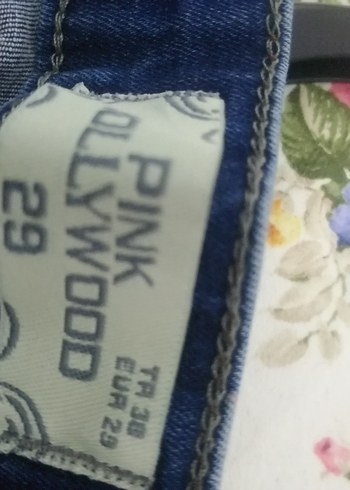 PINK
OLLYWOOD
29
TR 38
EUR 29